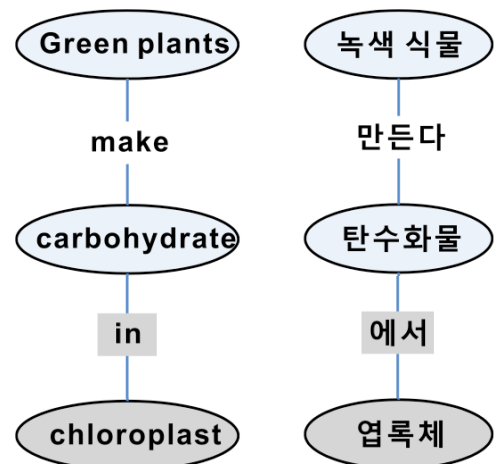 Green plants
make
carbohydrate
in
chloroplast
녹색 식물
만든다
탄수화물
에서
엽록체